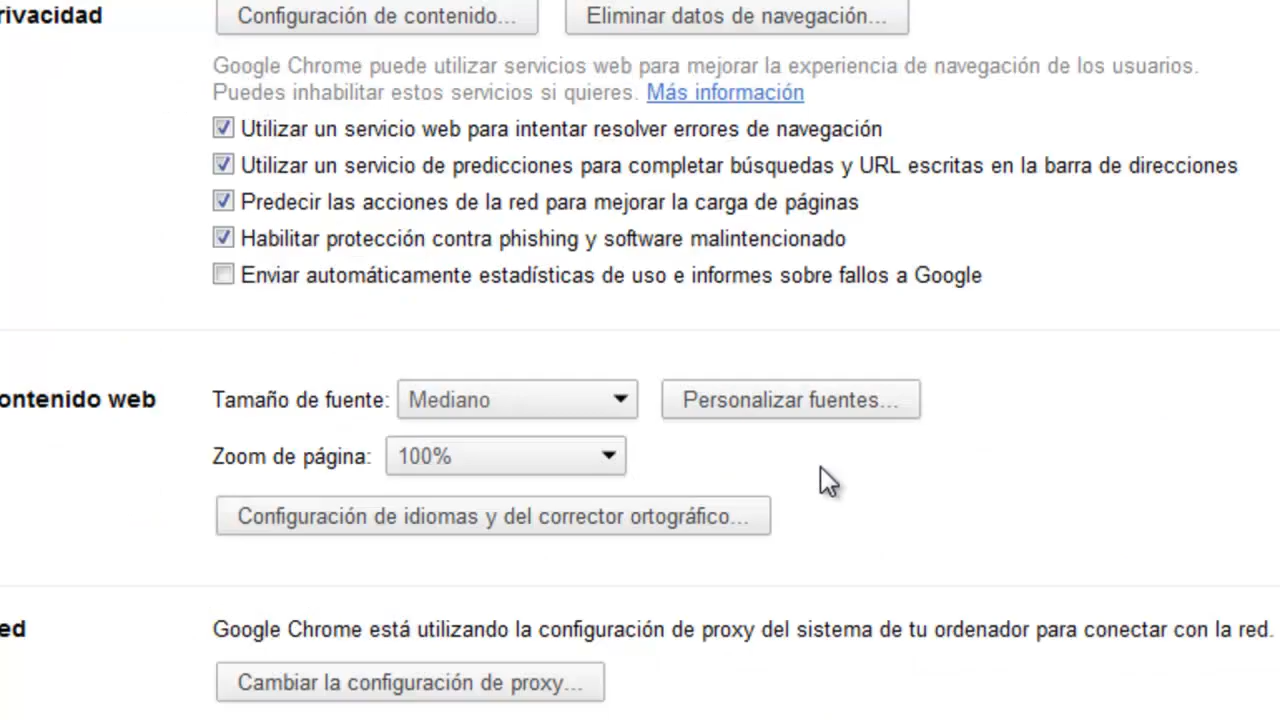 rivacidad
Configuración de contenido... Eliminar datos de navegación...
Google Chrome puede utilizar servicios web para mejorar la experiencia de navegación de los usuarios.
Puedes inhabilitar estos servicios si quieres. Más información
Utilizar un servicio web para intentar resolver errores de navegación
Utilizar un servicio de predicciones para completar búsquedas y URL escritas en la barra de direcciones
Predecir las acciones de la red para mejorar la carga de páginas
Habilitar protección contra phishing y software malintencionado
Enviar automáticamente estadísticas de uso e informes sobre fallos a Google
ontenido web
Tamaño de fuente: Mediano Personalizar fuentes...
Zoom de página: 100%
Configuración de idiomas y del corrector ortográfico...
ed
Google Chrome está utilizando la configuración de proxy del sistema de tu ordenador para conectar con la red.
Cambiar la configuración de proxy...